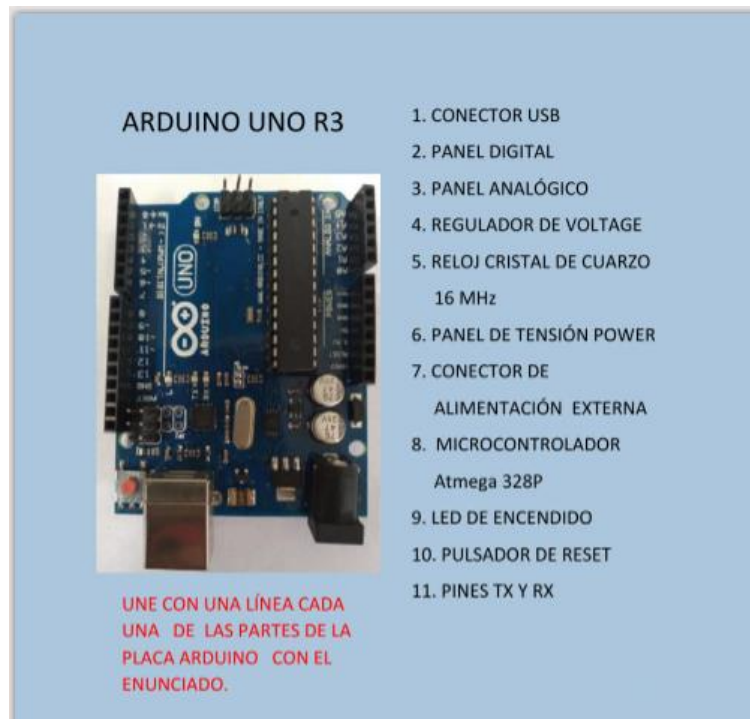 ARDUINO UNO R3
UNO
ARDUINO
1. CONECTOR USB
2. PANEL DIGITAL
3. PANEL ANALÓGICO
4. REGULADOR DE VOLTAGE
5. RELOJ CRISTAL DE CUARZO
16 MHz
6. PANEL DE TENSIÓN POWER
7. CONECTOR DE
ALIMENTACIÓN EXTERNA
8. MICROCONTROLADOR
Atmega 328P
9. LED DE ENCENDIDO
10. PULSADOR DE RESET
11. PINES TX Y RX
UNE CON UNA LÍNEA CADA
UNA DE LAS PARTES DE LA
PLACA ARDUINO CON EL
ENUNCIADO.